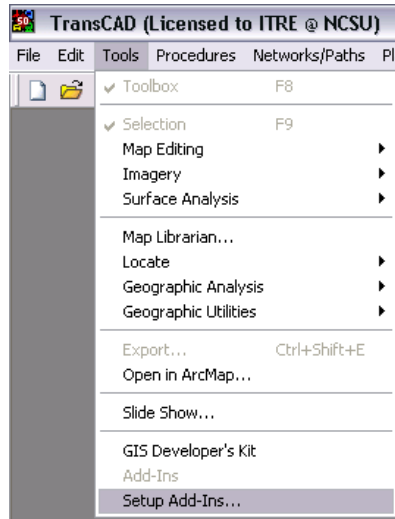 50 TransCAD (Licensed to ITRE @ NCSU)
File Edit Tools Procedures Networks/Paths Pl
Toolbox F8
Selection F9
Map Editing
Imagery
Surface Analysis
Map Librarian...
Locate
Geographic Analysis
Geographic Utilities
Export... Ctrl+Shift+E
Open in ArcMap...
Slide Show...
GIS Developer's Kit
Add-Ins
Setup Add-Ins...